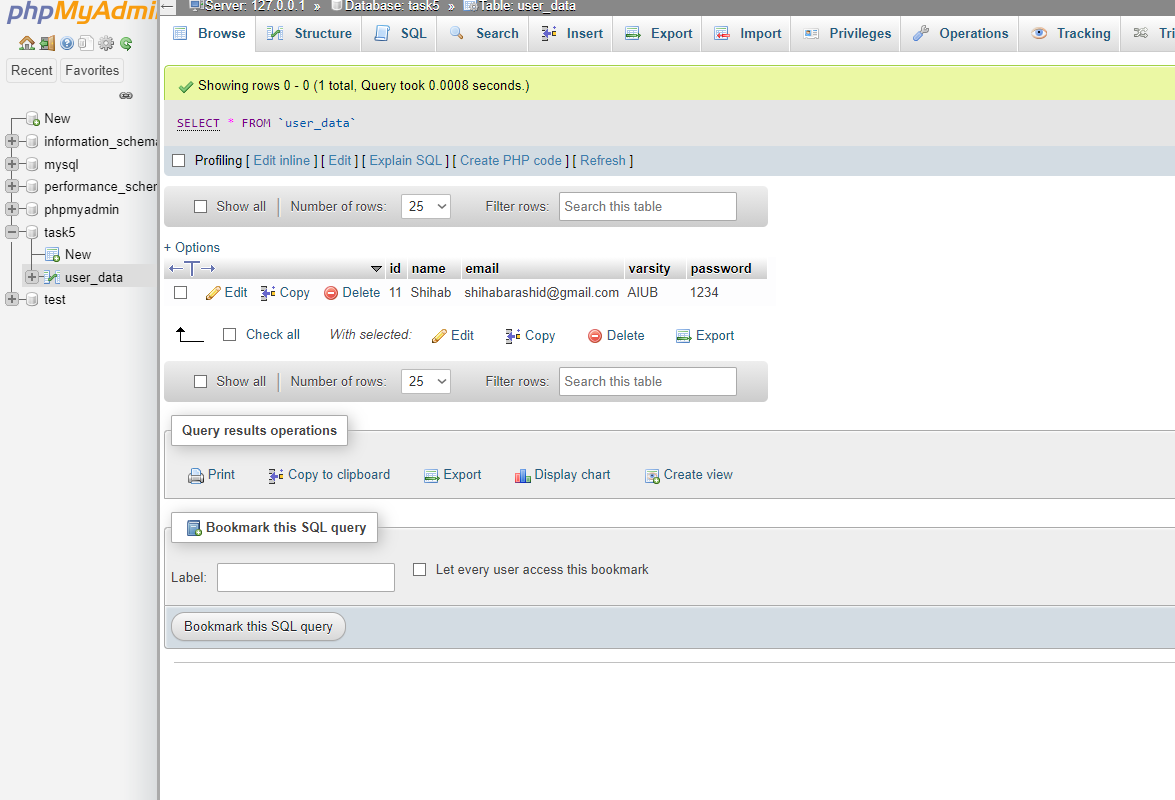 phpMyAdmi
Server: 127.0.0.1 » Database: task5 » Table: user_data
Browse Structure SQL Search Insert Export Import Privileges Operations Tracking Tri
Recent Favorites
New
information_schema
mysql
performance_scher
phpmyadmin
task5
New
user_data
test
Showing rows 0 - 0 (1 total, Query took 0.0008 seconds.)
SELECT * FROM `user_data`
Profiling [ Edit inline ] [ Edit ] [ Explain SQL ] [ Create PHP code ] [ Refresh ]
Show all Number of rows: 25 Filter rows: Search this table
+ Options
id name email varsity password
Edit Copy Delete 11 Shihab shihabarashid@gmail.com AIUB 1234
Check all With selected: Edit Copy Delete Export
Show all Number of rows: 25 Filter rows: Search this table
Query results operations
Print Copy to clipboard Export Display chart Create view
Bookmark this SQL query
Label: Let every user access this bookmark
Bookmark this SQL query